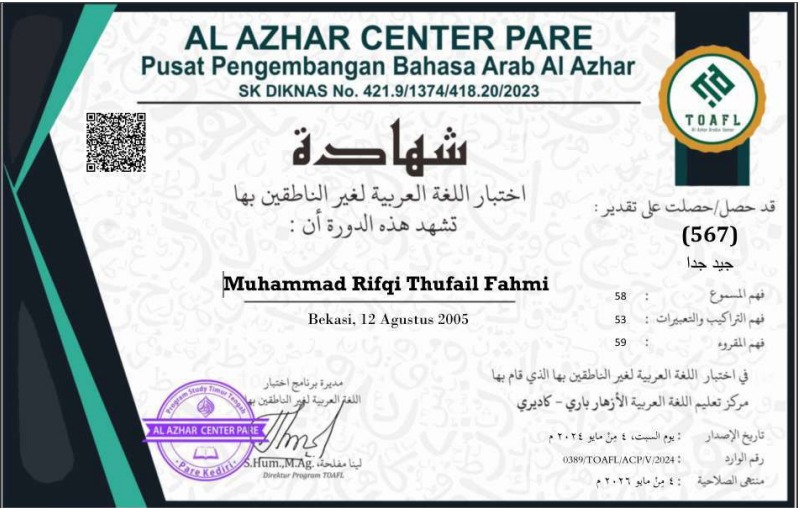 AL AZHAR CENTER PARE
Pusat Pengembangan Bahasa Arab Al Azhar
SK DIKNAS No. 421.9/1374/418.20/2023
TOAFL
Al Azhar Arabic Center
شهادة
اختبار اللغة العربية لغير الناطقين بها
تشهد هذه الدورة أن :
Muhammad Rifqi Thufail Fahmi
Bekasi, 12 Agustus 2005
قد حصل/حصلت على تقدير :
(567)
جيد جدا
فهم المسموع : 58
فهم التراكيب والتعبيرات : 53
فهم المقروء : 59
في اختبار اللغة العربية لغير الناطقين بها الذي قام بها
مركز تعليم اللغة العربية الأزهار باري - كاديري
تاريخ الإصدار : يوم السبت، ٤ مِنْ مايو ٢٠٢٤ م
رقم الوارد : 0389/TOAFL/ACP/V/2024
منتهى الصلاحية : ٤ مِنْ مايو ٢٠٢٦ م
مديرة برنامج اختبار
اللغة العربية لغير الناطقين بها
لينا مفلحة، S.Hum.,M.Ag.
Direktur Program TOAFL
Program Study Timur Tengah
AL AZHAR CENTER PARE
Pare Kediri